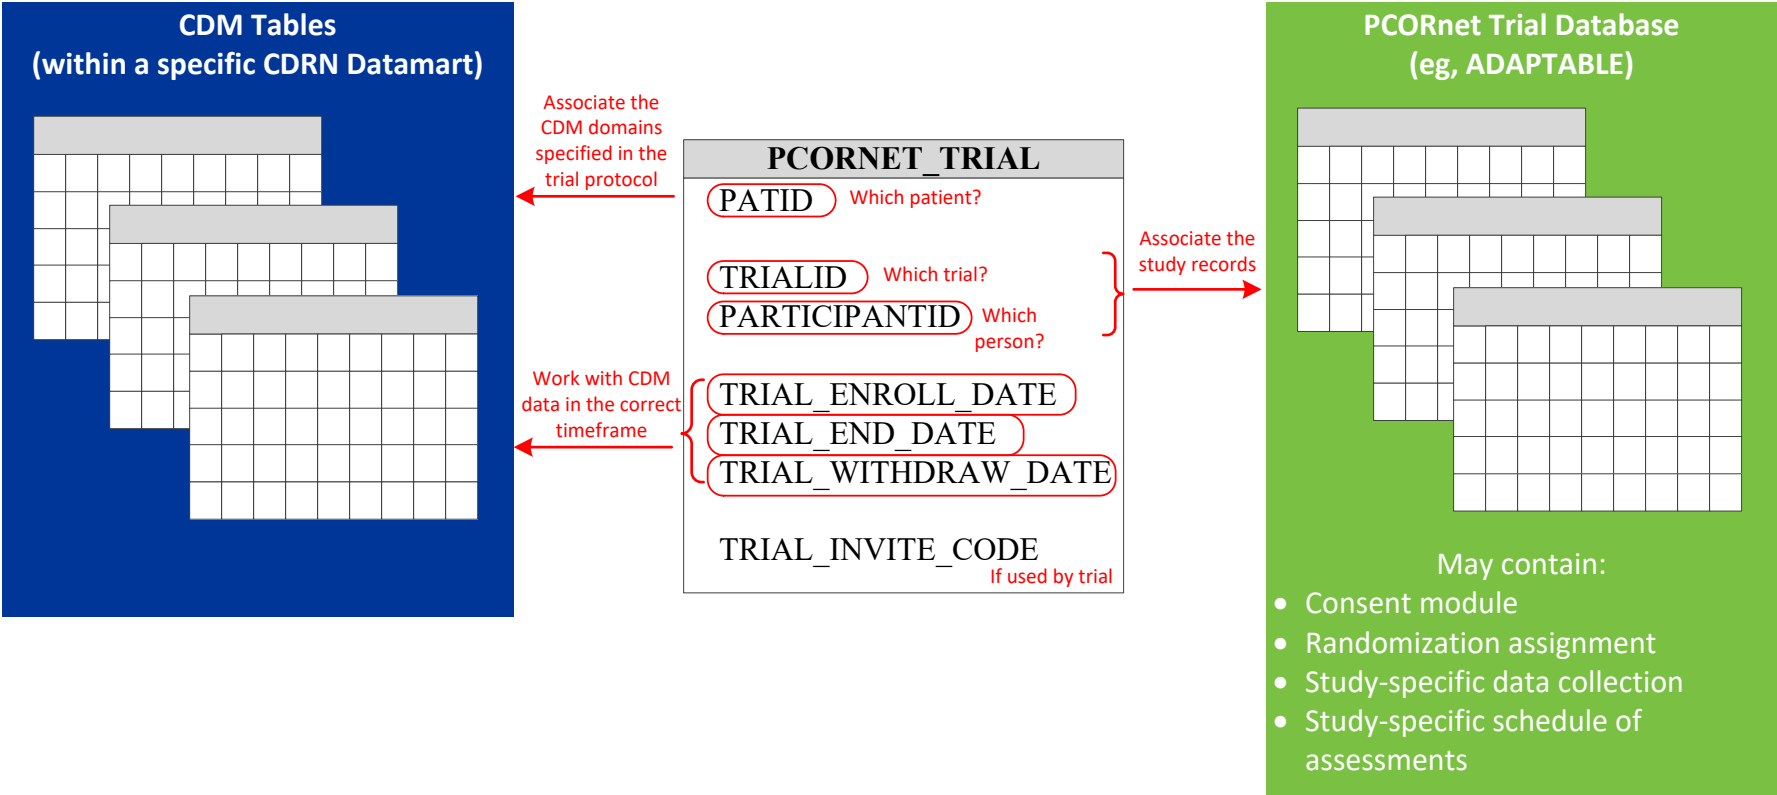 CDM Tables
(within a specific CDRN Datamart)
Associate the
CDM domains
specified in the
trial protocol
Work with CDM
data in the correct
timeframe
PCORNET_TRIAL
PATID Which patient?
TRIALID Which trial?
PARTICIPANTID Which
person?
TRIAL_ENROLL_DATE
TRIAL_END_DATE
TRIAL_WITHDRAW_DATE
TRIAL_INVITE_CODE
If used by trial
Associate the
study records
PCORnet Trial Database
(eg, ADAPTABLE)
May contain:
• Consent module
• Randomization assignment
• Study-specific data collection
• Study-specific schedule of
assessments